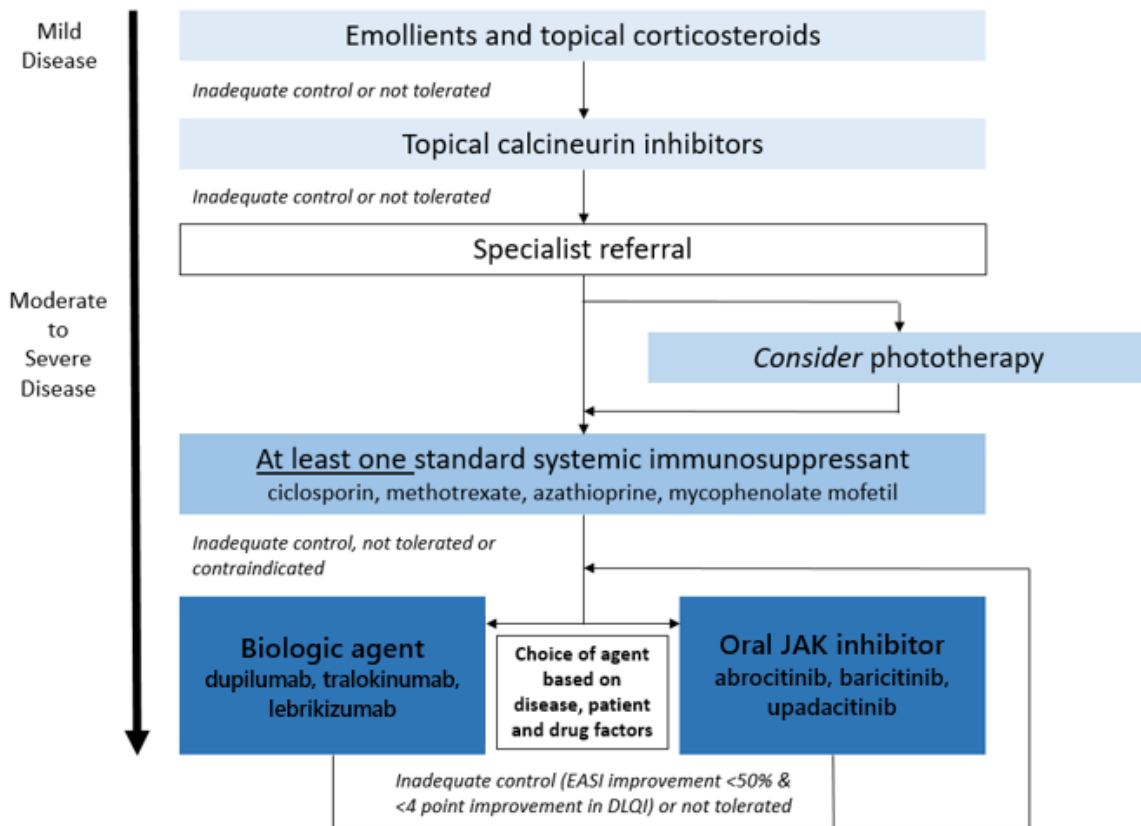 Mild
Disease
Emollients and topical corticosteroids
Inadequate control or not tolerated
Topical calcineurin inhibitors
Inadequate control or not tolerated
Specialist referral
Moderate
to
Severe
Disease
Consider phototherapy
At least one standard systemic immunosuppressant
ciclosporin, methotrexate, azathioprine, mycophenolate mofetil
Inadequate control, not tolerated or
contraindicated
Biologic agent
dupilumab, tralokinumab,
lebrikizumab
Choice of agent
based on
disease, patient
and drug factors
Oral JAK inhibitor
abrocitinib, baricitinib,
upadacitinib
Inadequate control (EASI improvement <50% &
<4 point improvement in DLQI) or not tolerated